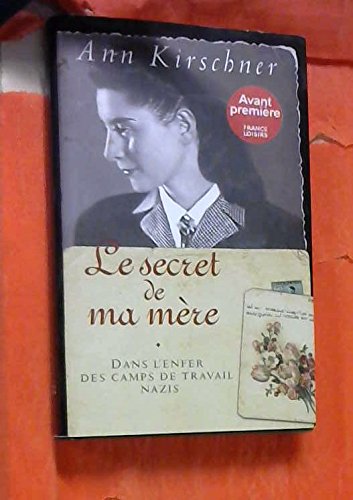 Ann Kirschner
Avant
première
FRANCE
LOISIRS
Le secret
de
ma mère
DANS L'ENFER
DES CAMPS DE TRAVAIL
NAZIS